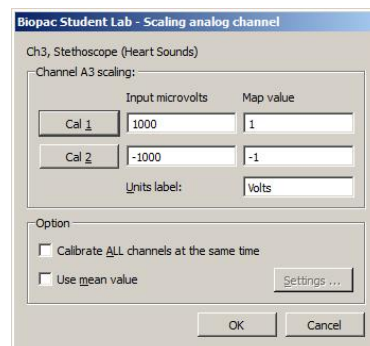 Biopac Student Lab - Scaling analog channel
Ch3, Stethoscope (Heart Sounds)
Channel A3 scaling:
Input microvolts Map value
Cal 1 1000 1
Cal 2 -1000 -1
Units label: Volts
Option
Calibrate ALL channels at the same time
Use mean value Settings ...
OK Cancel